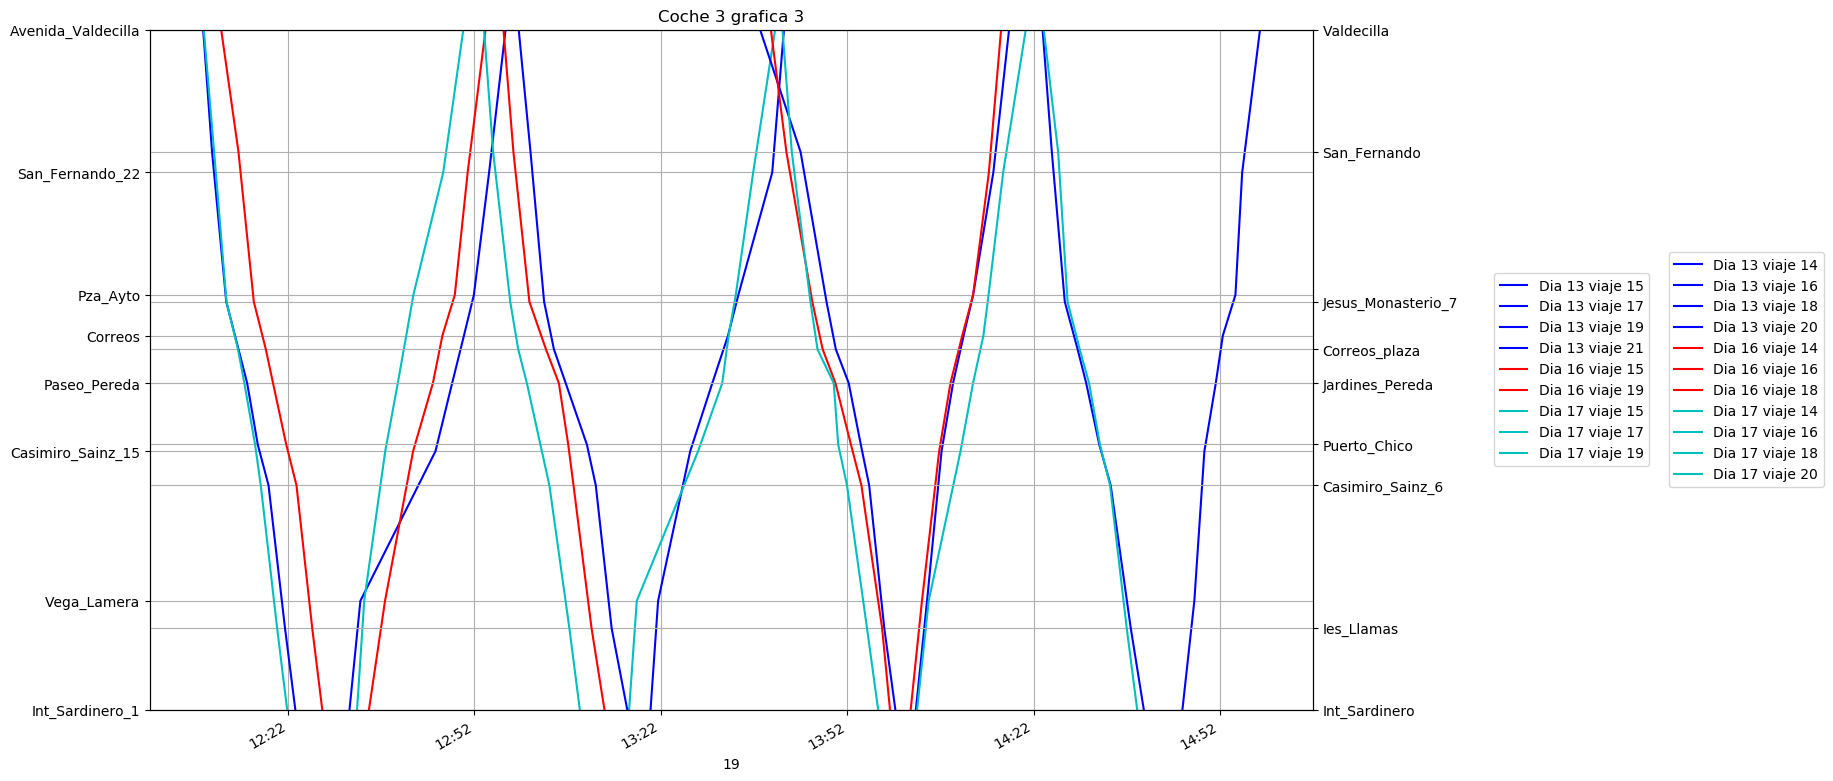 Coche 3 grafica 3
Avenida_Valdecilla
San_Fernando_22
Pza_Ayto
Correos
Paseo_Pereda
Casimiro_Sainz_15
Vega_Lamera
Int_Sardinero_1
Valdecilla
San_Fernando
Jesus_Monasterio_7
Correos_plaza
Jardines_Pereda
Puerto_Chico
Casimiro_Sainz_6
Ies_Llamas
Int_Sardinero
12:22
12:52
13:22
13:52
14:22
14:52
19
Dia 13 viaje 15
Dia 13 viaje 17
Dia 13 viaje 19
Dia 13 viaje 21
Dia 16 viaje 15
Dia 16 viaje 19
Dia 17 viaje 15
Dia 17 viaje 17
Dia 17 viaje 19
Dia 13 viaje 14
Dia 13 viaje 16
Dia 13 viaje 18
Dia 13 viaje 20
Dia 16 viaje 14
Dia 16 viaje 16
Dia 16 viaje 18
Dia 17 viaje 14
Dia 17 viaje 16
Dia 17 viaje 18
Dia 17 viaje 20